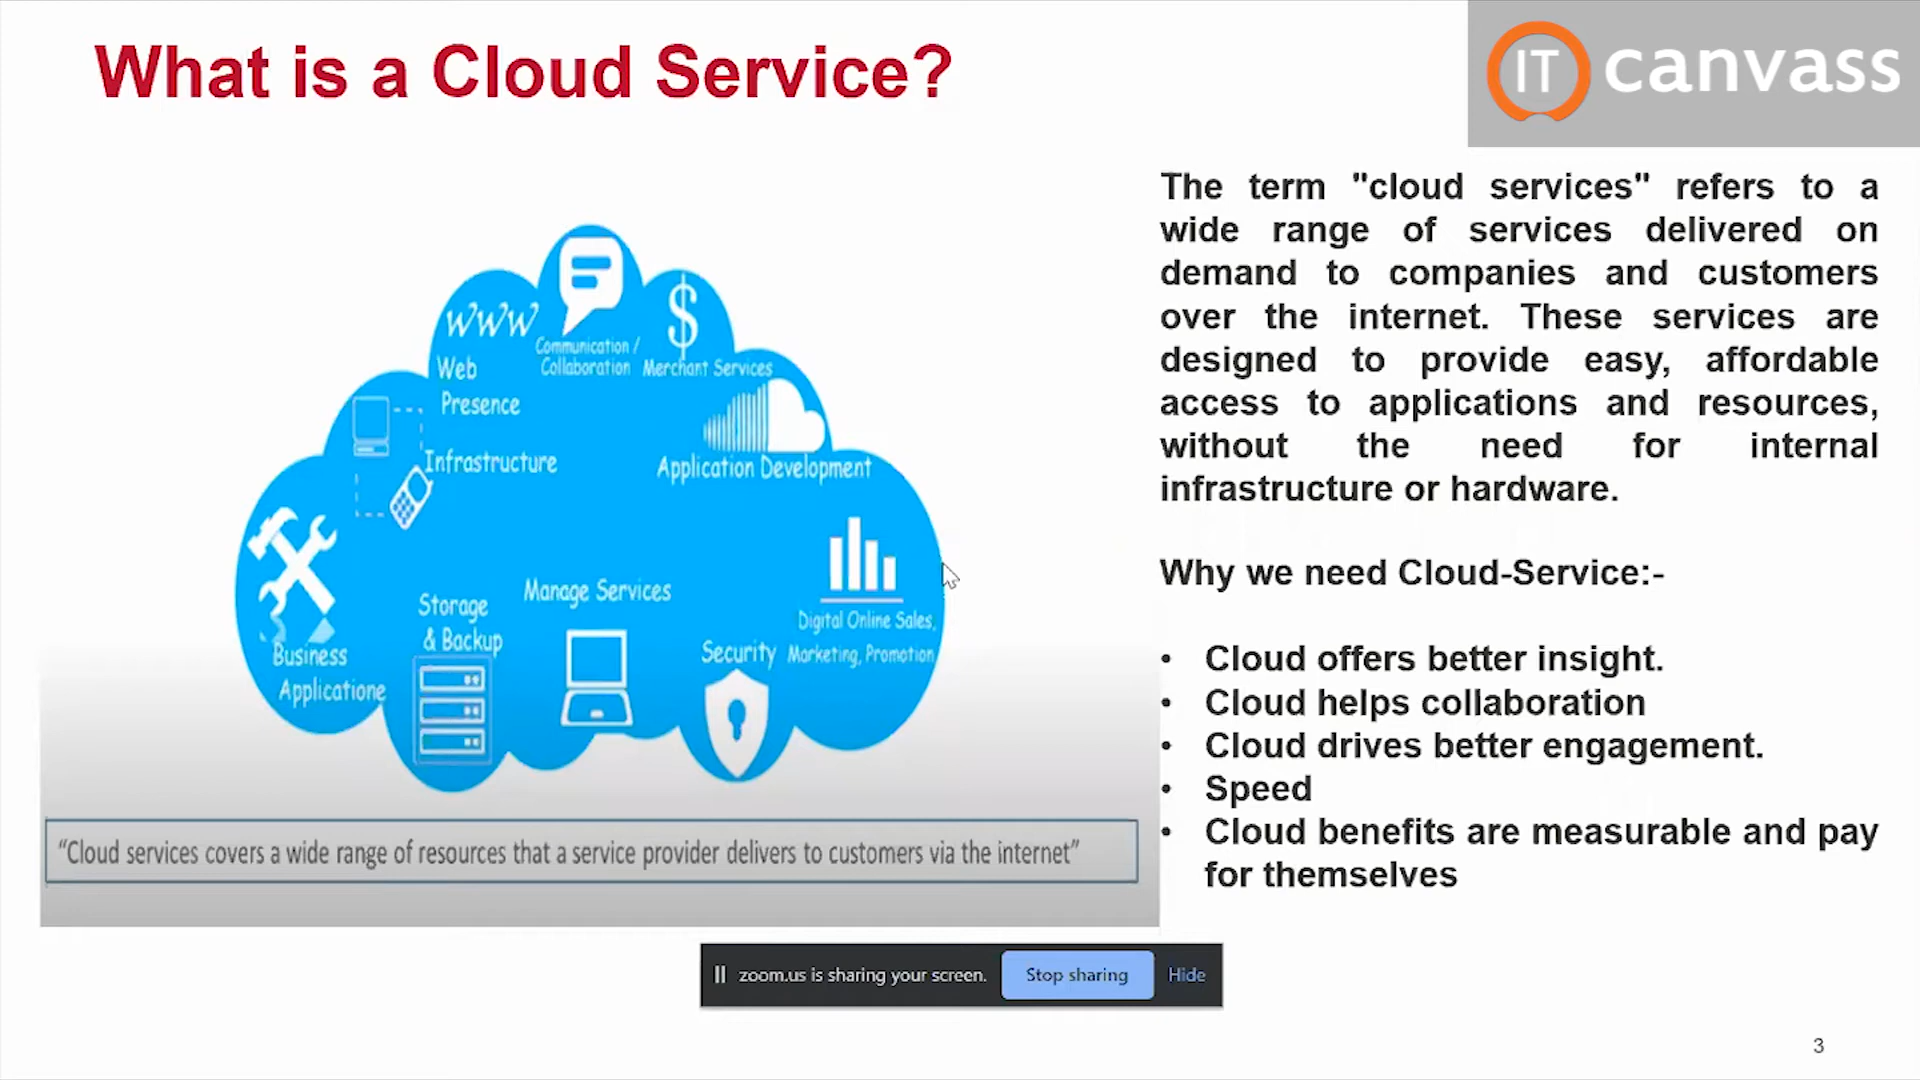 What is a Cloud Service?
IT canvass
The term "cloud services" refers to a
wide range of services delivered on
demand to companies and customers
over the internet. These services are
designed to provide easy, affordable
access to applications and resources,
without the need for internal
infrastructure or hardware.
Why we need Cloud-Service:-
• Cloud offers better insight.
• Cloud helps collaboration
• Cloud drives better engagement.
• Speed
• Cloud benefits are measurable and pay
for themselves
www
Web
Presence
Communication /
Collaboration
$
Merchant Services
Infrastructure
Application Development
Business
Applicatione
Storage
& Backup
Manage Services
Security
Digital Online Sales,
Marketing, Promotion
“Cloud services covers a wide range of resources that a service provider delivers to customers via the internet”
zoom.us is sharing your screen.
Stop sharing
Hide
3